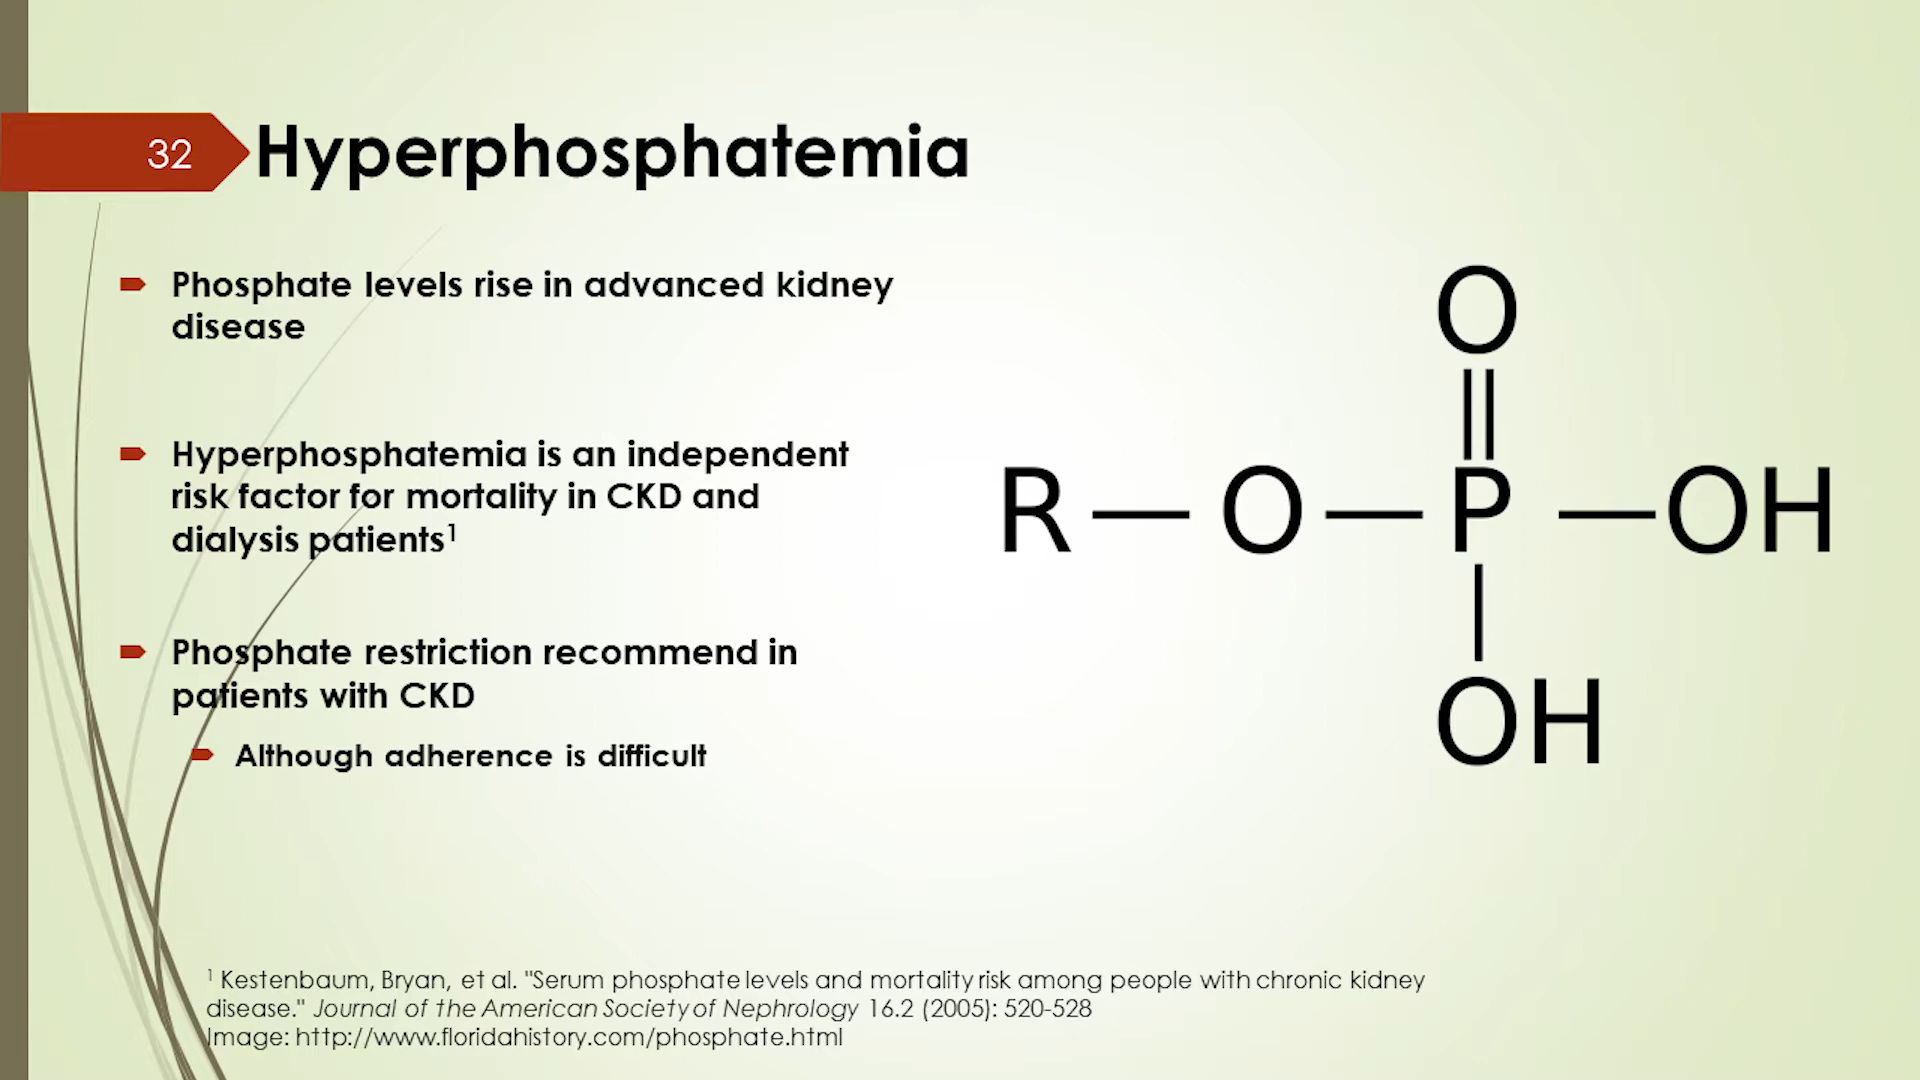 32
Hyperphosphatemia
Phosphate levels rise in advanced kidney
disease
Hyperphosphatemia is an independent
risk factor for mortality in CKD and
dialysis patients¹
Phosphate restriction recommend in
patients with CKD
Although adherence is difficult
O
R — O — P — OH
OH
¹ Kestenbaum, Bryan, et al. "Serum phosphate levels and mortality risk among people with chronic kidney
disease." Journal of the American Society of Nephrology 16.2 (2005): 520-528
Image: http://www.floridahistory.com/phosphate.html